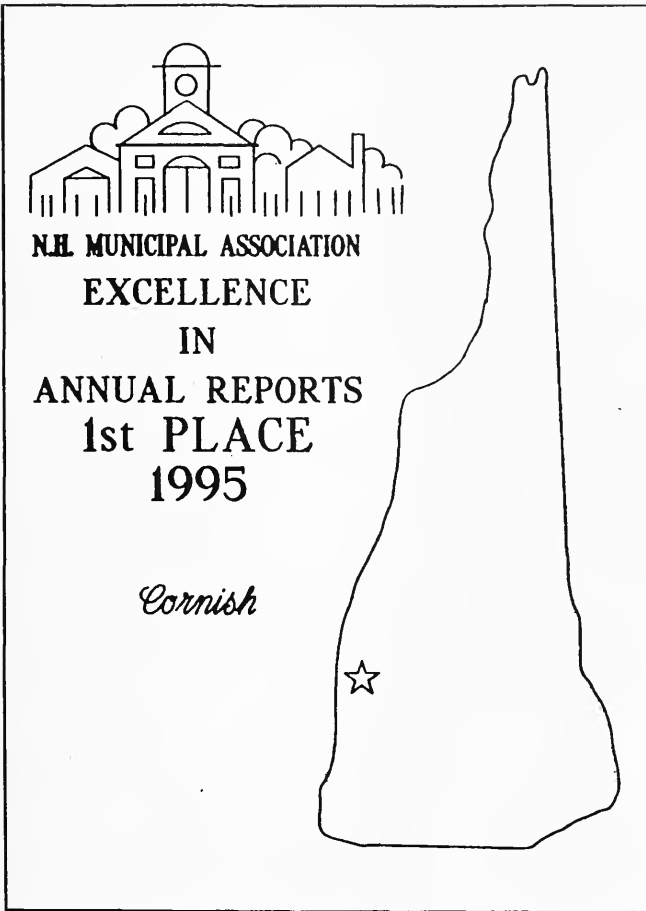 N.H. MUNICIPAL ASSOCIATION
EXCELLENCE
IN
ANNUAL REPORTS
1st PLACE
1995
Cornish